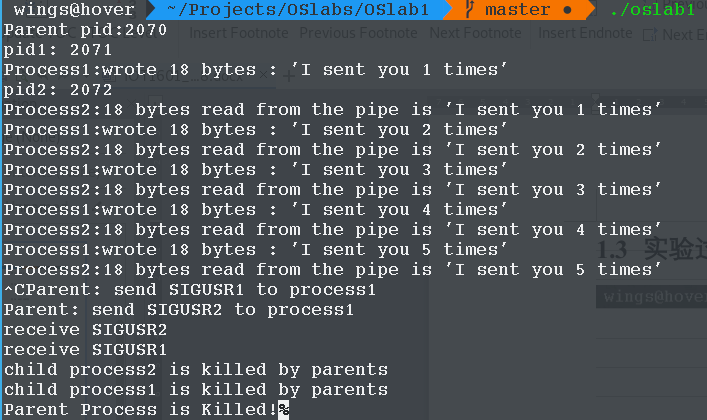 wings@hover ~/Projects/OSlabs/OSlab1 master ● ./oslab1
Parent pid:2070
pid1: 2071
Process1:wrote 18 bytes : ’I sent you 1 times’
pid2: 2072
Process2:18 bytes read from the pipe is ’I sent you 1 times’
Process1:wrote 18 bytes : ’I sent you 2 times’
Process2:18 bytes read from the pipe is ’I sent you 2 times’
Process1:wrote 18 bytes : ’I sent you 3 times’
Process2:18 bytes read from the pipe is ’I sent you 3 times’
Process1:wrote 18 bytes : ’I sent you 4 times’
Process2:18 bytes read from the pipe is ’I sent you 4 times’
Process1:wrote 18 bytes : ’I sent you 5 times’
Process2:18 bytes read from the pipe is ’I sent you 5 times’
^CParent: send SIGUSR1 to process1
Parent: send SIGUSR2 to process1
receive SIGUSR2
receive SIGUSR1
child process2 is killed by parents
child process1 is killed by parents
Parent Process is Killed!%
Insert Footnote
Previous Footnote
Next Footnote
Insert Endnote
Next En
1.3 实验过
wings@hover